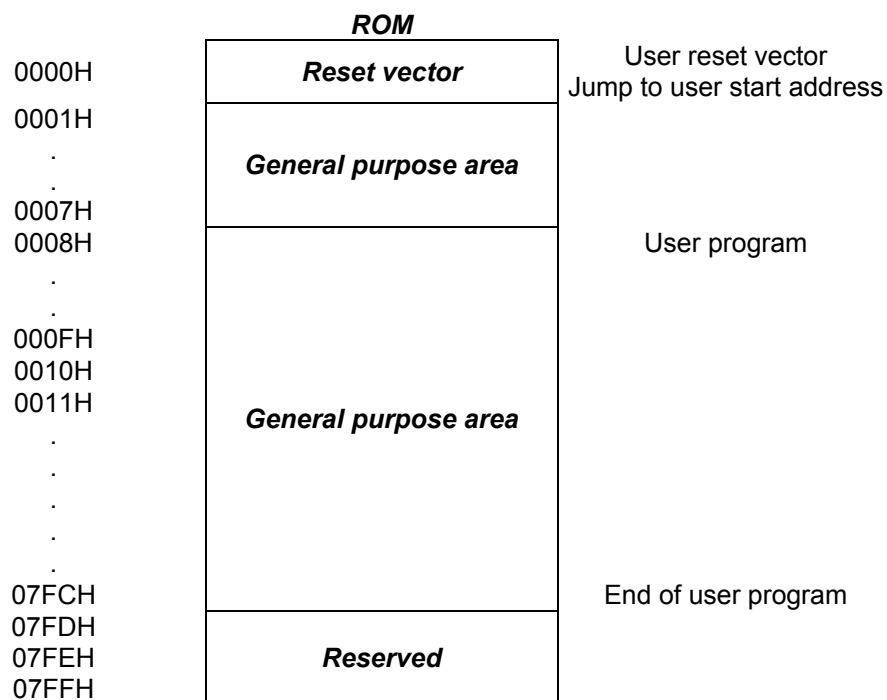 ROM
0000H Reset vector User reset vector
Jump to user start address
0001H
.
General purpose area
.
0007H
0008H User program
.
.
000FH
0010H
0011H
General purpose area
.
.
.
.
.
07FCH End of user program
07FDH
07FEH Reserved
07FFH